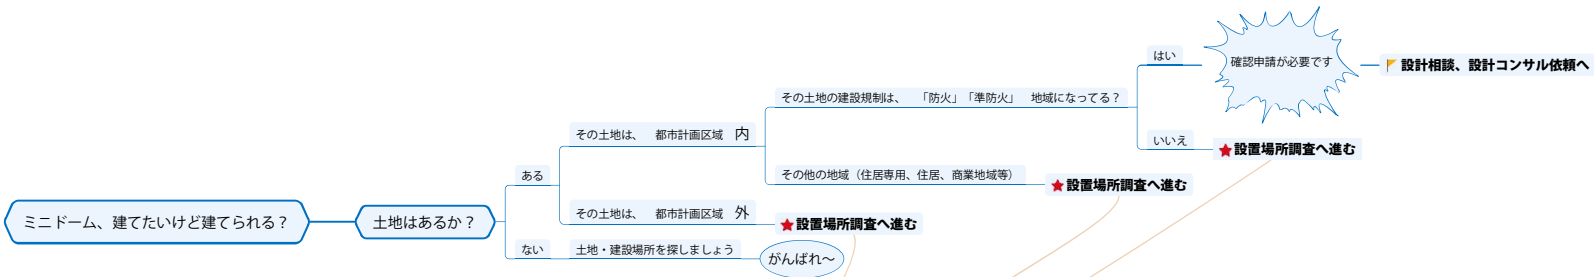 ミニドーム、建てたいけど建てられる？
土地はあるか？
ある
その土地は、　都市計画区域　内
その土地の建設規制は、　「防火」「準防火」　地域になってる？
はい
確認申請が必要です
設計相談、設計コンサル依頼へ
いいえ
設置場所調査へ進む
その他の地域（住居専用、住居、商業地域等）
設置場所調査へ進む
その土地は、　都市計画区域　外
設置場所調査へ進む
ない
土地・建設場所を探しましょう
がんばれ～